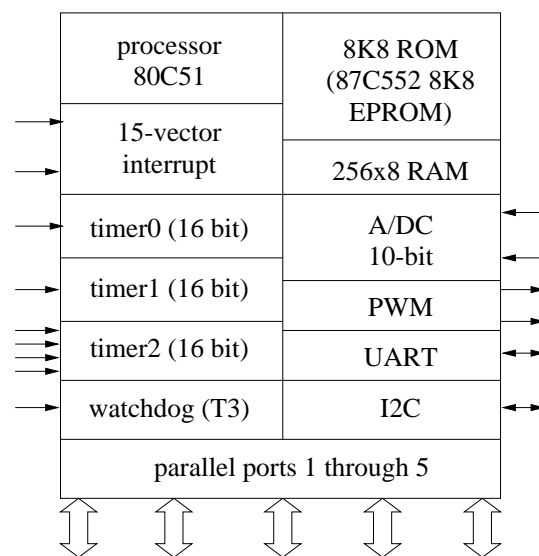 processor
80C51
15-vector
interrupt
timer0 (16 bit)
timer1 (16 bit)
timer2 (16 bit)
watchdog (T3)
8K8 ROM
(87C552 8K8
EPROM)
256x8 RAM
A/DC
10-bit
PWM
UART
I2C
parallel ports 1 through 5